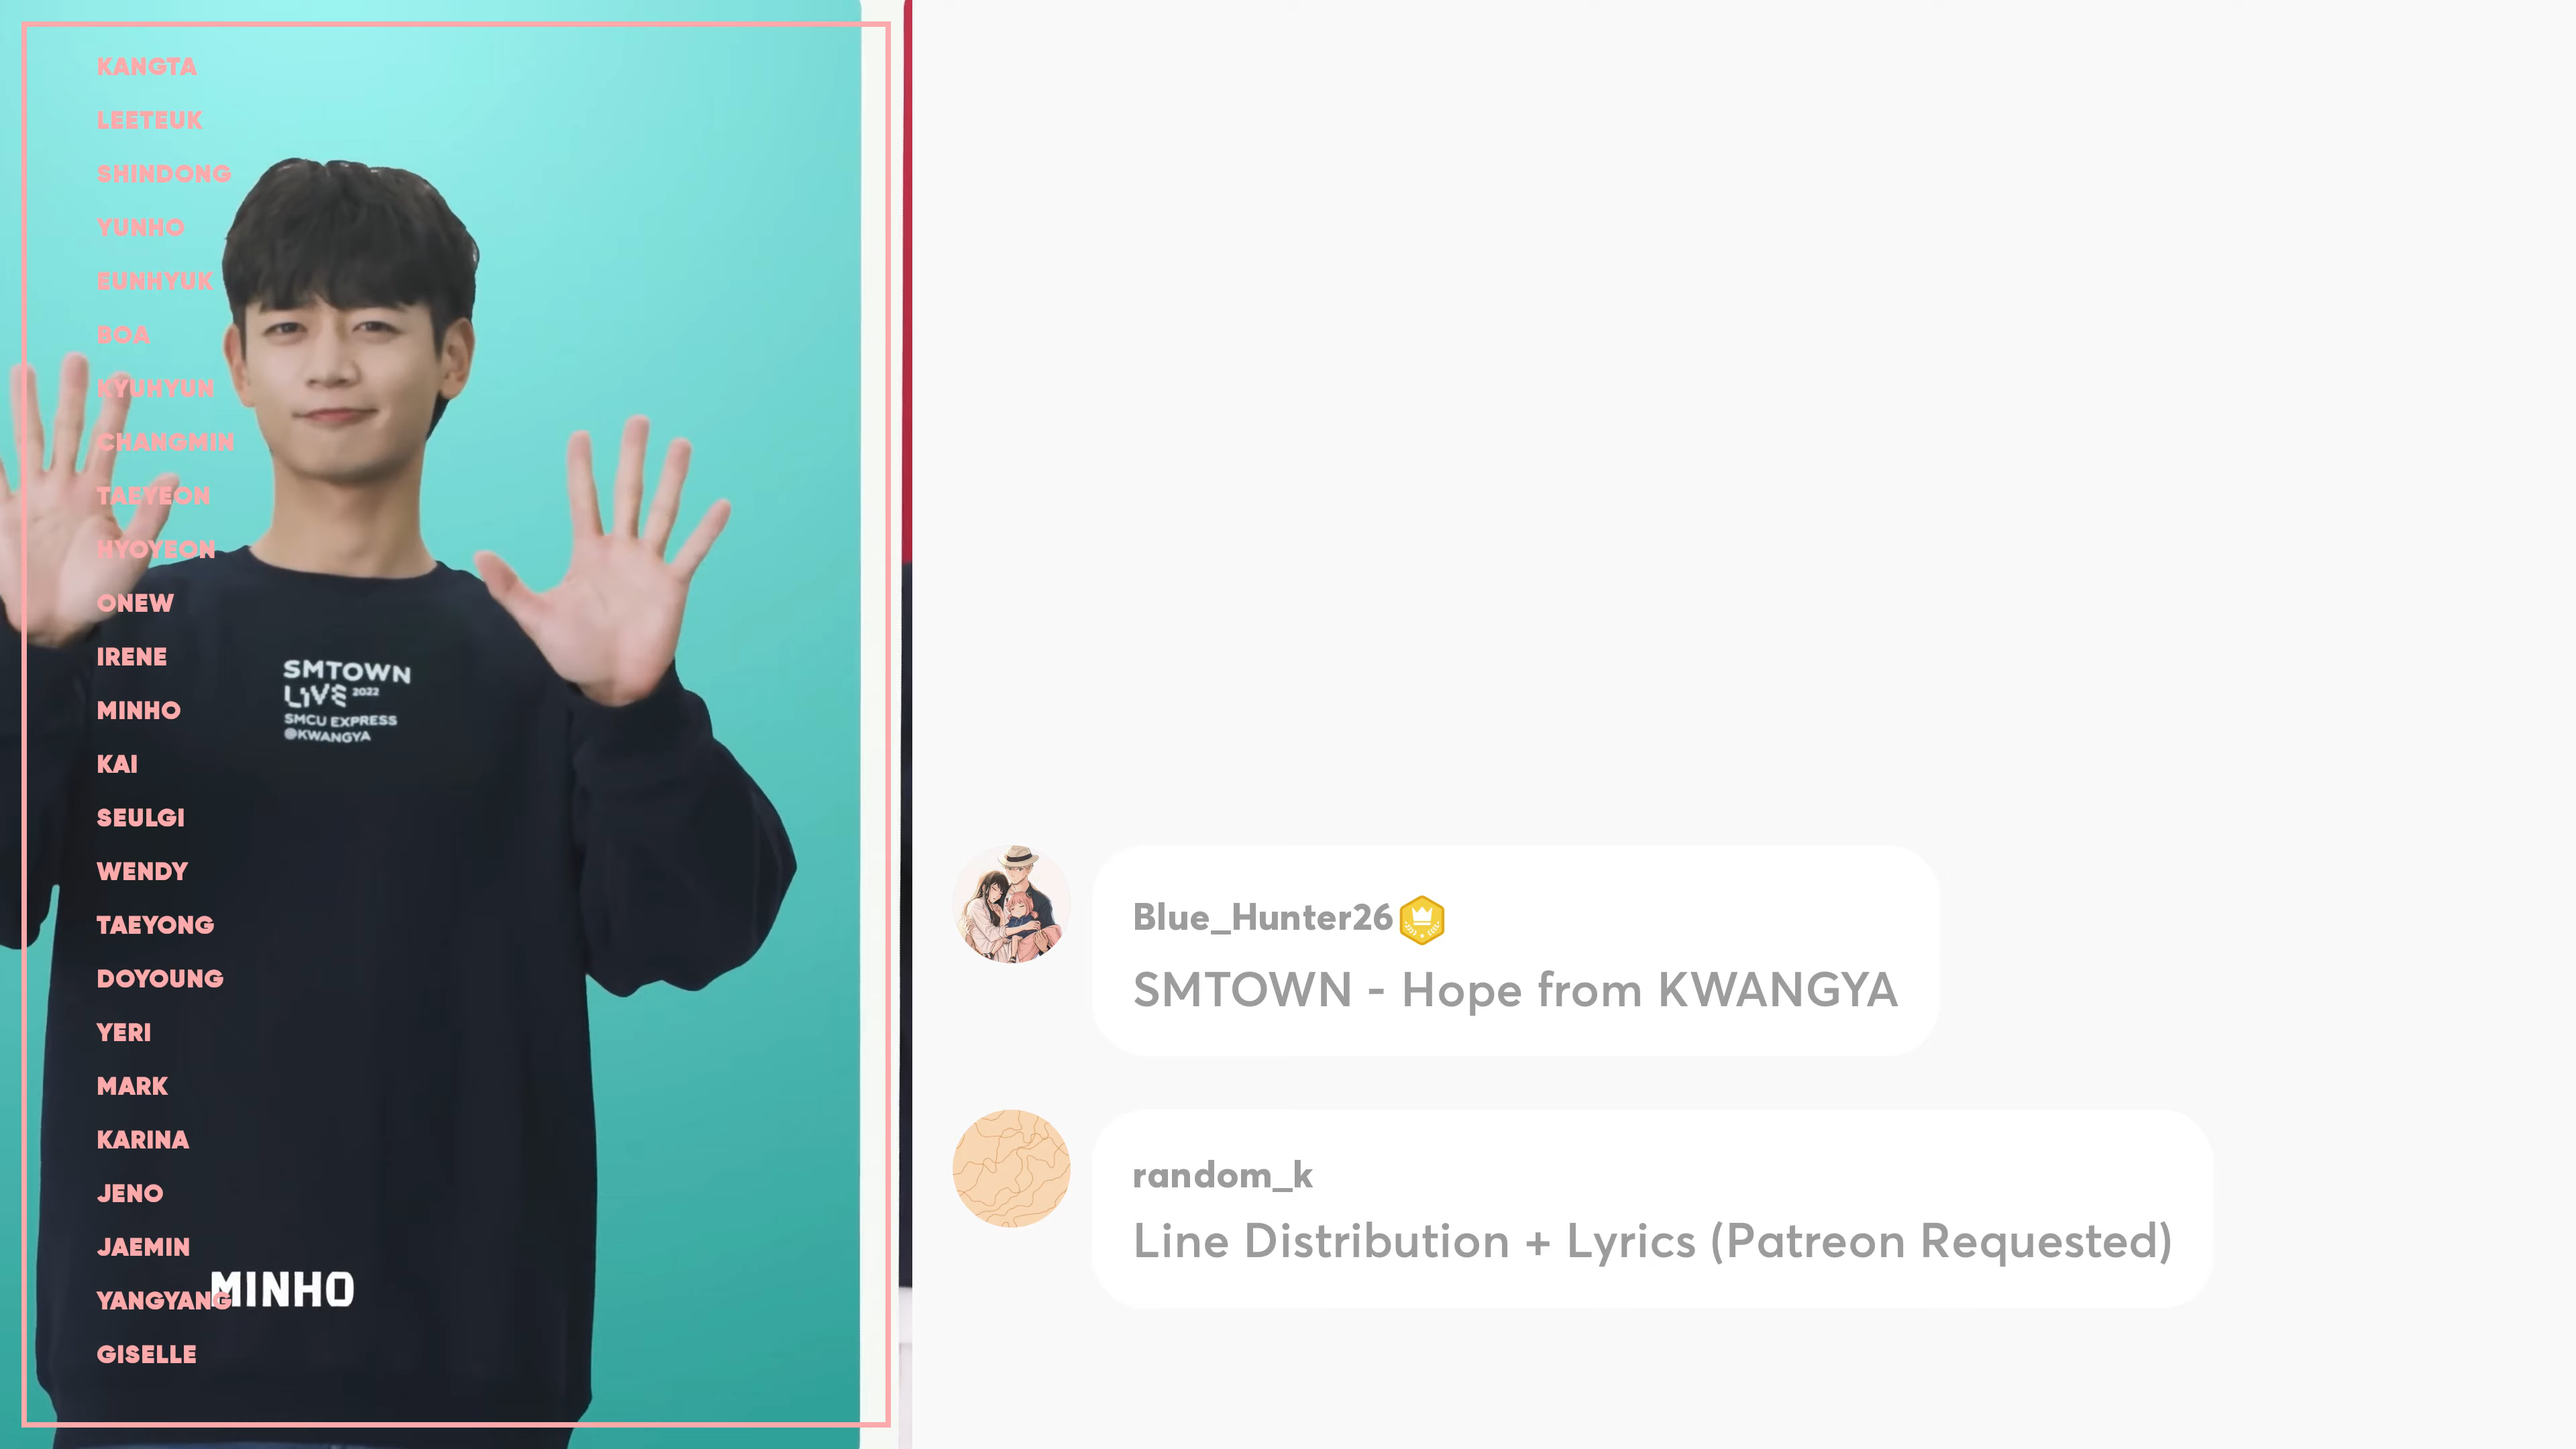 KANGTA
LEETEUK
SHINDONG
YUNHO
EUNHYUK
BOA
KYUHYUN
CHANGMIN
TAEYEON
HYOYEON
ONEW
IRENE
MINHO
KAI
SEULGI
WENDY
TAEYONG
DOYOUNG
YERI
MARK
KARINA
JENO
JAEMIN
YANGYANG
GISELLE
SMTOWN
LIVE 2022
SMCU EXPRESS
@KWANGYA
MINHO
Blue_Hunter26
SMTOWN - Hope from KWANGYA
random_k
Line Distribution + Lyrics (Patreon Requested)